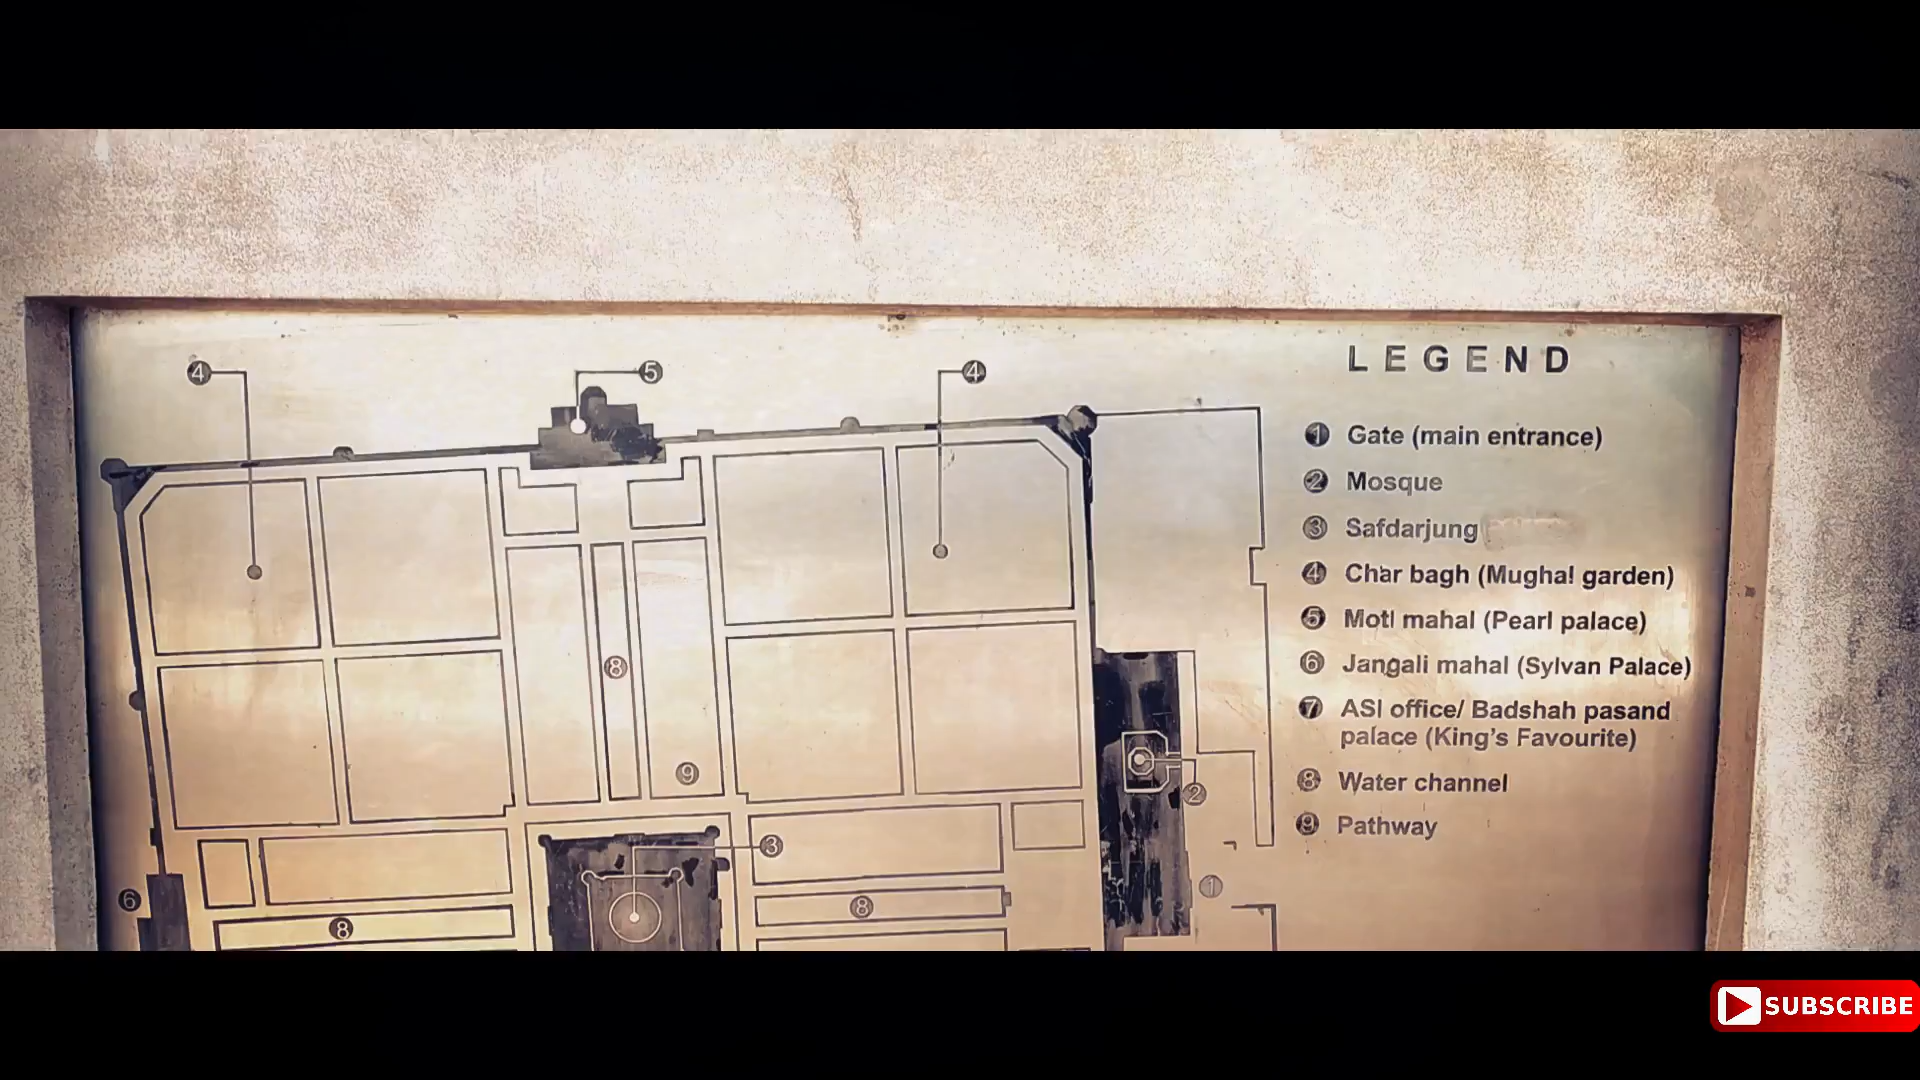 LEGEND
4
5
4
1 Gate (main entrance)
2 Mosque
3 Safdarjung
4 Char bagh (Mughal garden)
5 Moti mahal (Pearl palace)
6 Jangali mahal (Sylvan Palace)
7 ASI office/ Badshah pasand
palace (King's Favourite)
8 Water channel
9 Pathway
8
9
2
3
1
6
8
8
SUBSCRIBE